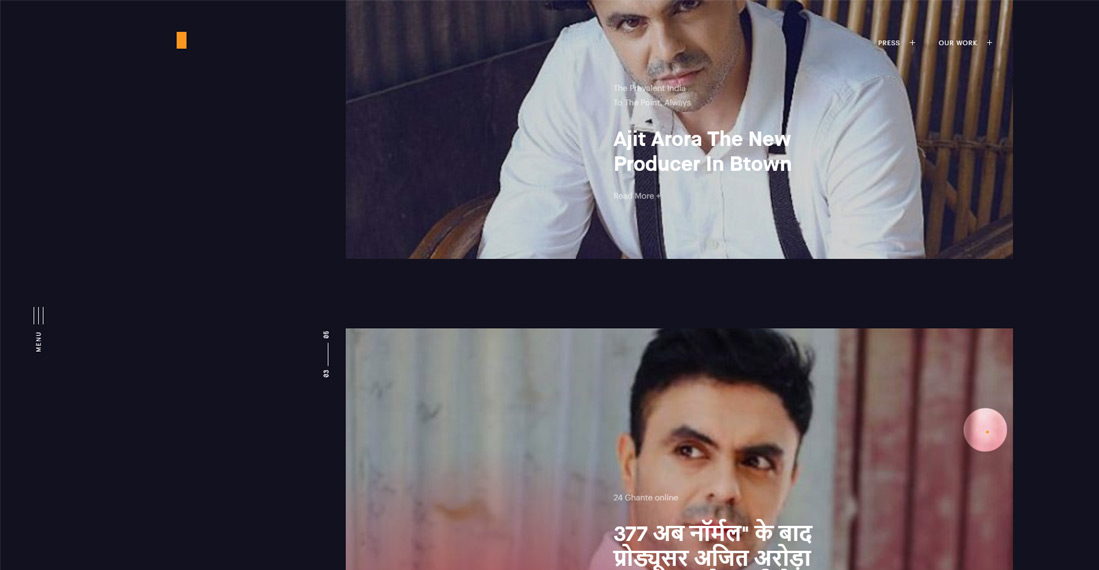 PRESS +
OUR WORK +
The Prevalent India
To The Point, Always
Ajit Arora The New
Producer In Btown
Read More +
MENU
03
05
24 Ghante online
377 अब नॉर्मल" के बाद
प्रोड्यूसर अजित अरोड़ा